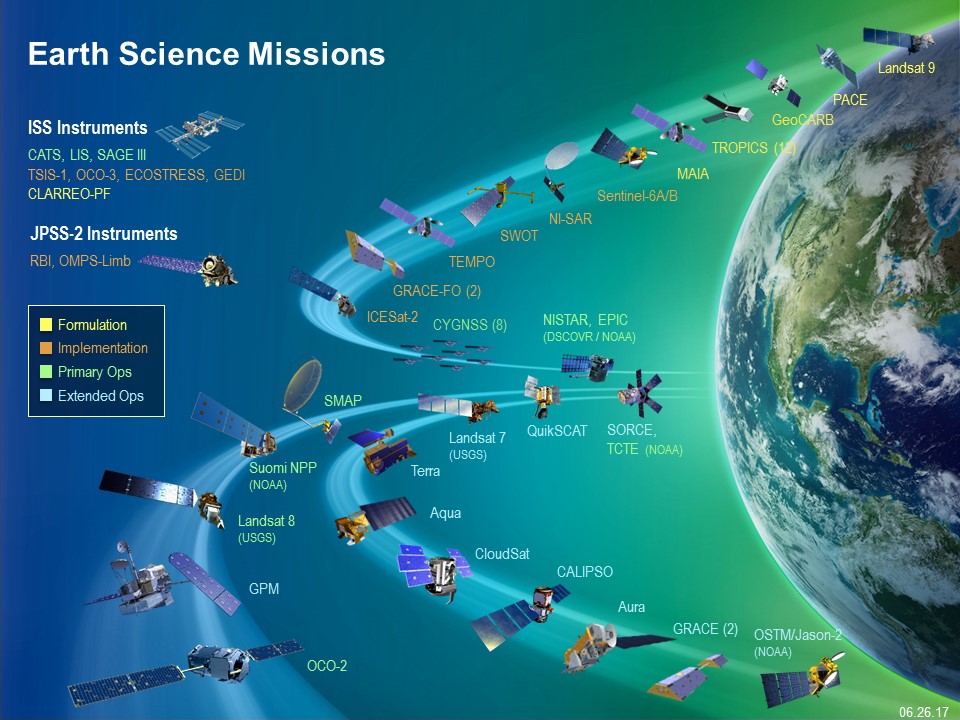 Earth Science Missions
ISS Instruments
CATS, LIS, SAGE III
TSIS-1, OCO-3, ECOSTRESS, GEDI
CLARREO-PF
JPSS-2 Instruments
RBI, OMPS-Limb
Formulation
Implementation
Primary Ops
Extended Ops
Landsat 9
PACE
GeoCARB
TROPICS (12)
MAIA
Sentinel-6A/B
NI-SAR
SWOT
TEMPO
GRACE-FO (2)
ICESat-2
CYGNSS (8)
NISTAR, EPIC
(DSCOVR / NOAA)
SORCE,
TCTE (NOAA)
QuikSCAT
Landsat 7
(USGS)
SMAP
Suomi NPP
(NOAA)
Terra
Landsat 8
(USGS)
Aqua
GPM
CloudSat
CALIPSO
Aura
GRACE (2)
OSTM/Jason-2
(NOAA)
OCO-2
06.26.17